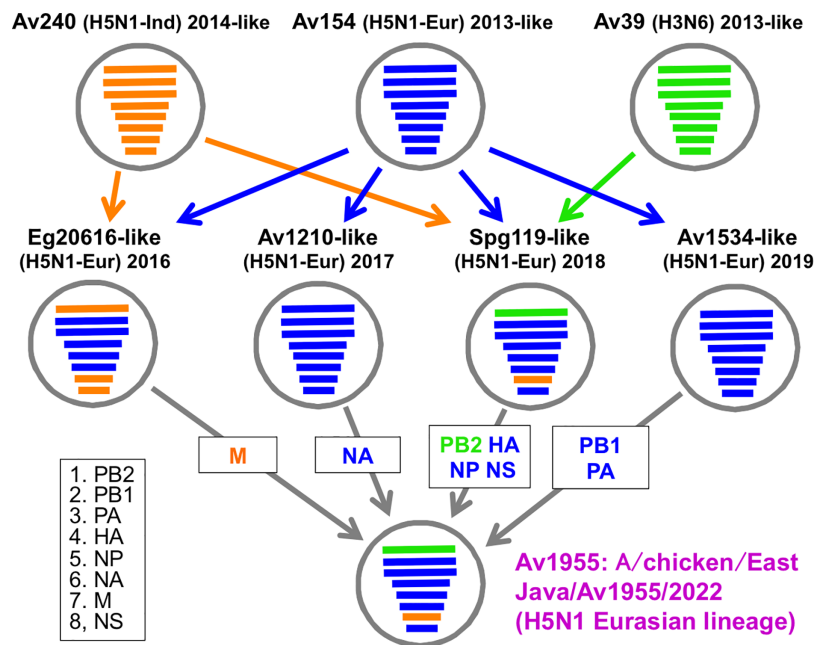 Av240 (H5N1-Ind) 2014-like
Av154 (H5N1-Eur) 2013-like
Av39 (H3N6) 2013-like
Eg20616-like
(H5N1-Eur) 2016
Av1210-like
(H5N1-Eur) 2017
Spg119-like
(H5N1-Eur) 2018
Av1534-like
(H5N1-Eur) 2019
M
NA
PB2 HA
NP NS
PB1
PA
1. PB2
2. PB1
3. PA
4. HA
5. NP
6. NA
7. M
8, NS
Av1955: A/chicken/East
Java/Av1955/2022
(H5N1 Eurasian lineage)